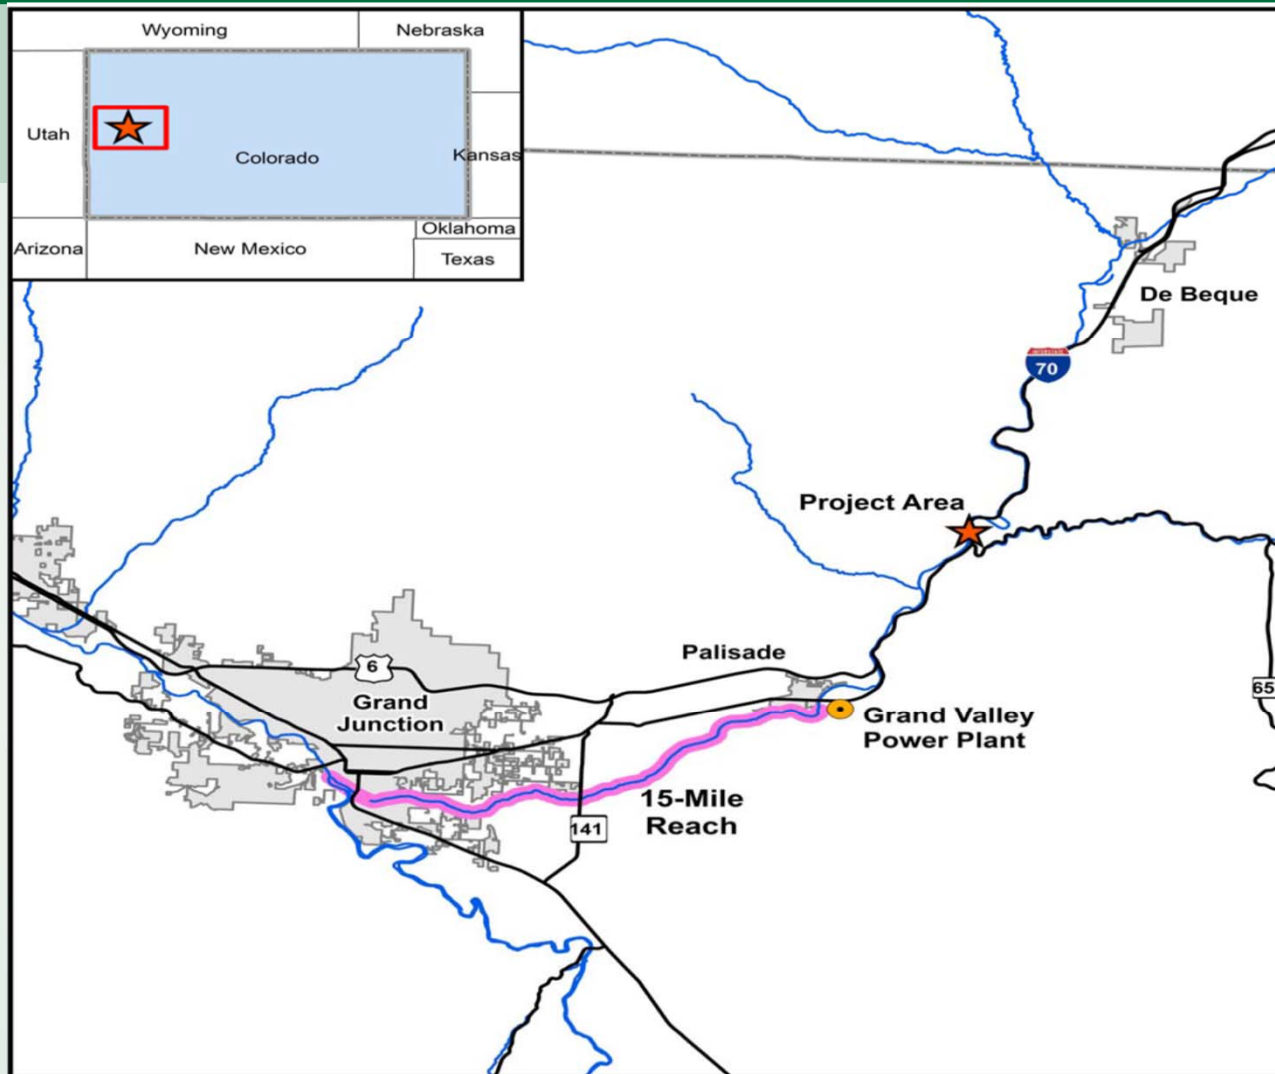 Wyoming
Nebraska
Utah
Colorado
Kansas
Oklahoma
Arizona
New Mexico
Texas
De Beque
70
Project Area
Palisade
6
Grand
Junction
65
Grand Valley
Power Plant
15-Mile
Reach
141